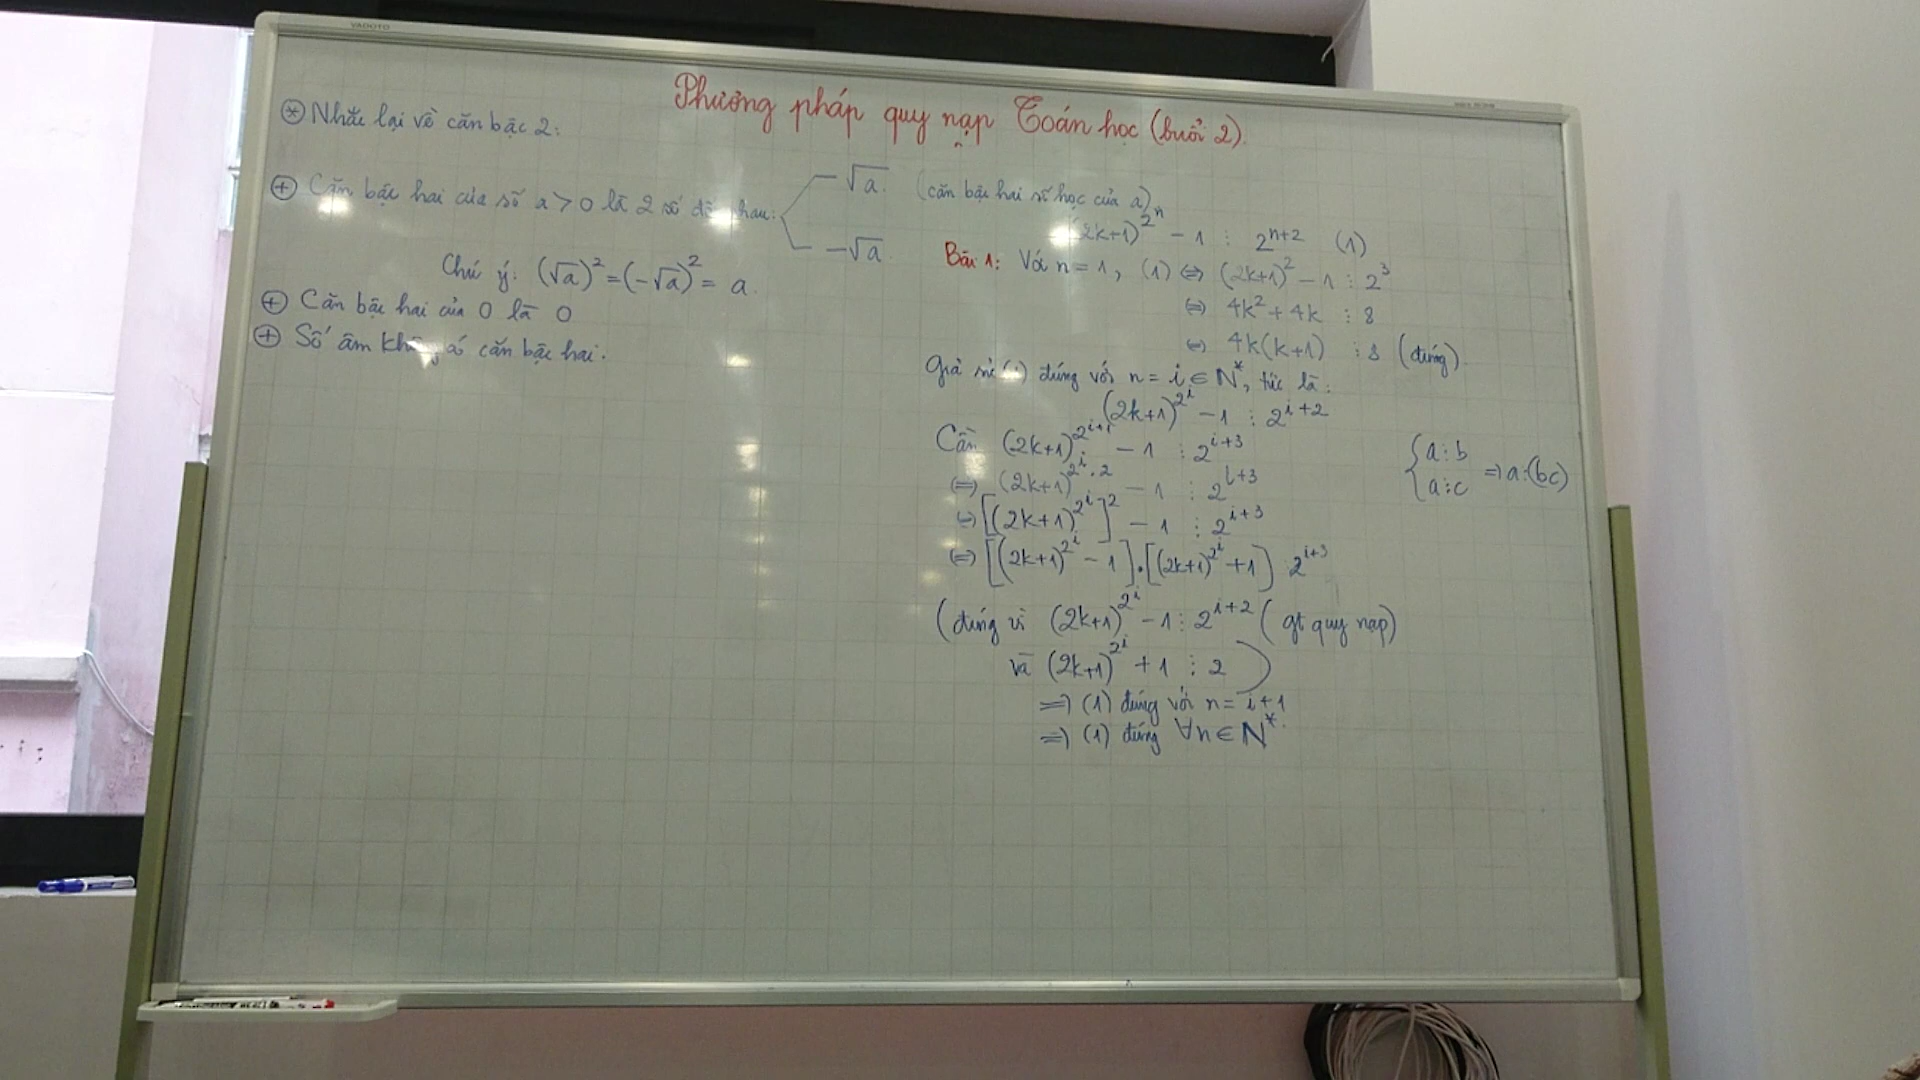 Phương pháp quy nạp Toán học (buổi 2).
⊛ Nhắc lại về căn bậc 2:
⊕ Căn bậc hai của số a > 0 là 2 số đối nhau:
√a. (căn bậc hai số học của a)
-√a
Chú ý: (√a)² = (-√a)² = a.
⊕ Căn bậc hai của 0 là 0
⊕ Số âm không có căn bậc hai.
(2k+1)^{2^n} - 1 ⋮ 2^{n+2} (1)
Bài 1: Với n = 1, (1) ⇔ (2k+1)² - 1 ⋮ 2³
⇔ 4k² + 4k ⋮ 8
⇔ 4k(k+1) ⋮ 8 (đúng).
Giả sử (1) đúng với n = i ∈ N*, tức là:
(2k+1)^{2^i} - 1 ⋮ 2^{i+2}
Cần (2k+1)^{2^{i+1}} - 1 ⋮ 2^{i+3}
⇔ (2k+1)^{2^i.2} - 1 ⋮ 2^{i+3}
⇔ [(2k+1)^{2^i}]² - 1 ⋮ 2^{i+3}
⇔ [(2k+1)^{2^i} - 1].[(2k+1)^{2^i} + 1) 2^{i+3}
(đúng vì (2k+1)^{2^i} - 1 ⋮ 2^{i+2} (gt quy nạp)
và (2k+1)^{2^i} + 1 ⋮ 2 )
⇒ (1) đúng với n = i+1
⇒ (1) đúng ∀n ∈ N*.
{ a ⋮ b
a ⋮ c ⇒ a ⋮ (bc)